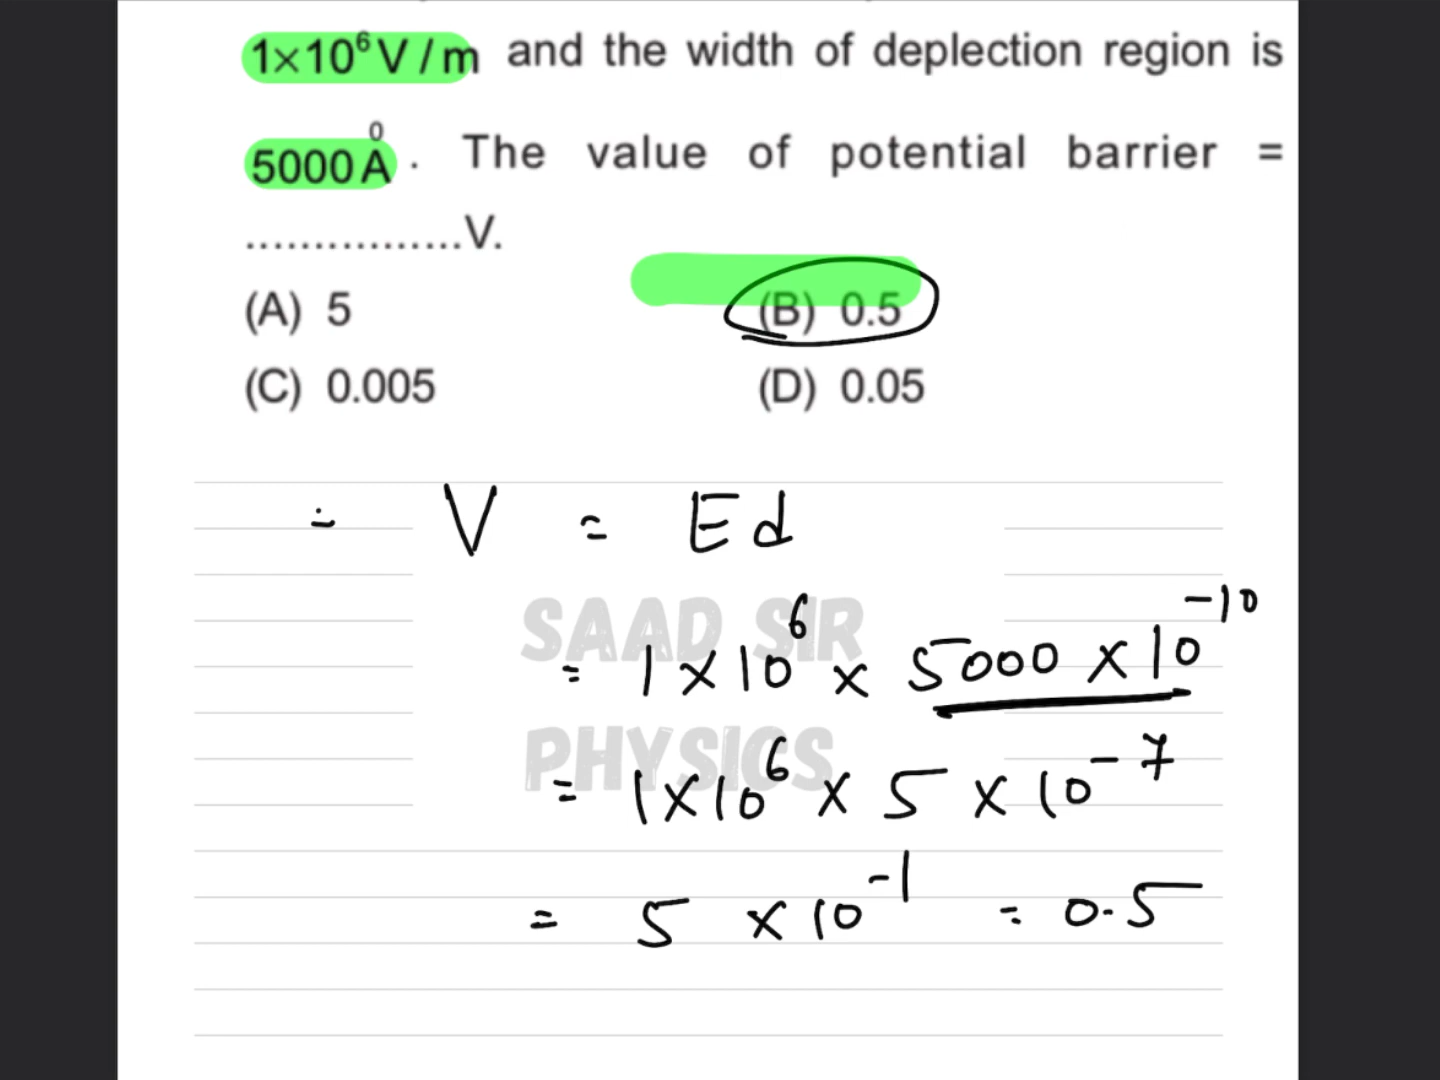 1×10⁶ V / m and the width of deplection region is
5000 Å . The value of potential barrier =
................V.
(A) 5 (B) 0.5
(C) 0.005 (D) 0.05
∴ V = Ed
SAAD SIR
= 1 × 10⁶ × 5000 × 10⁻¹⁰
PHYSICS
= 1×10⁶ × 5 × 10⁻⁷
= 5 × 10⁻¹ = 0.5